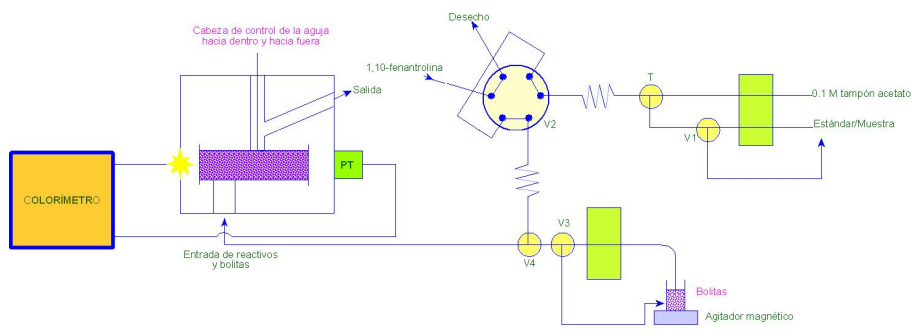 Desecho
Cabeza de control de la aguja
hacia dentro y hacia fuera
1,10-fenantrolina
Salida
T
0.1 M tampón acetato
V2
Estándar/Muestra
V1
PT
COLORÍMETRO
V3
Entrada de reactivos
y bolitas
V4
Bolitas
Agitador magnético